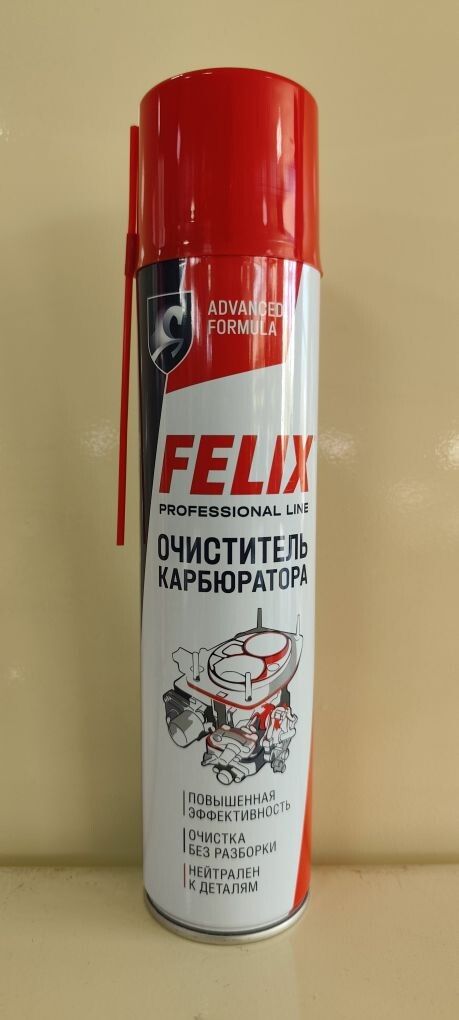 ADVANCED
FORMULA
FELIX
PROFESSIONAL LINE
ОЧИСТИТЕЛЬ
КАРБЮРАТОРА
ПОВЫШЕННАЯ
ЭФФЕКТИВНОСТЬ
ОЧИСТКА
БЕЗ РАЗБОРКИ
НЕЙТРАЛЕН
К ДЕТАЛЯМ